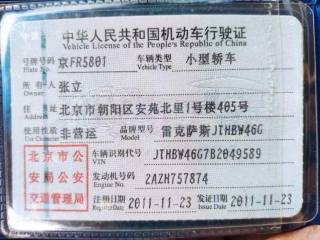 中华人民共和国机动车行驶证
Vehicle License of the People's Republic of China
号牌号码 京FR5801 车辆类型 小型轿车
Plate No. Vehicle Type
所有人 张立
Owner
住址 北京市朝阳区安苑北里1号楼405号
Address
使用性质 非营运 品牌型号 雷克萨斯JTHBW46G
Use Character Model
北京市公安局公安交通管理局
车辆识别代号 JTHBW46G7B2049589
VIN
发动机号码 2AZH757874
Engine No.
注册日期 2011-11-23 发证日期 2011-11-23
Register Date Issue Date